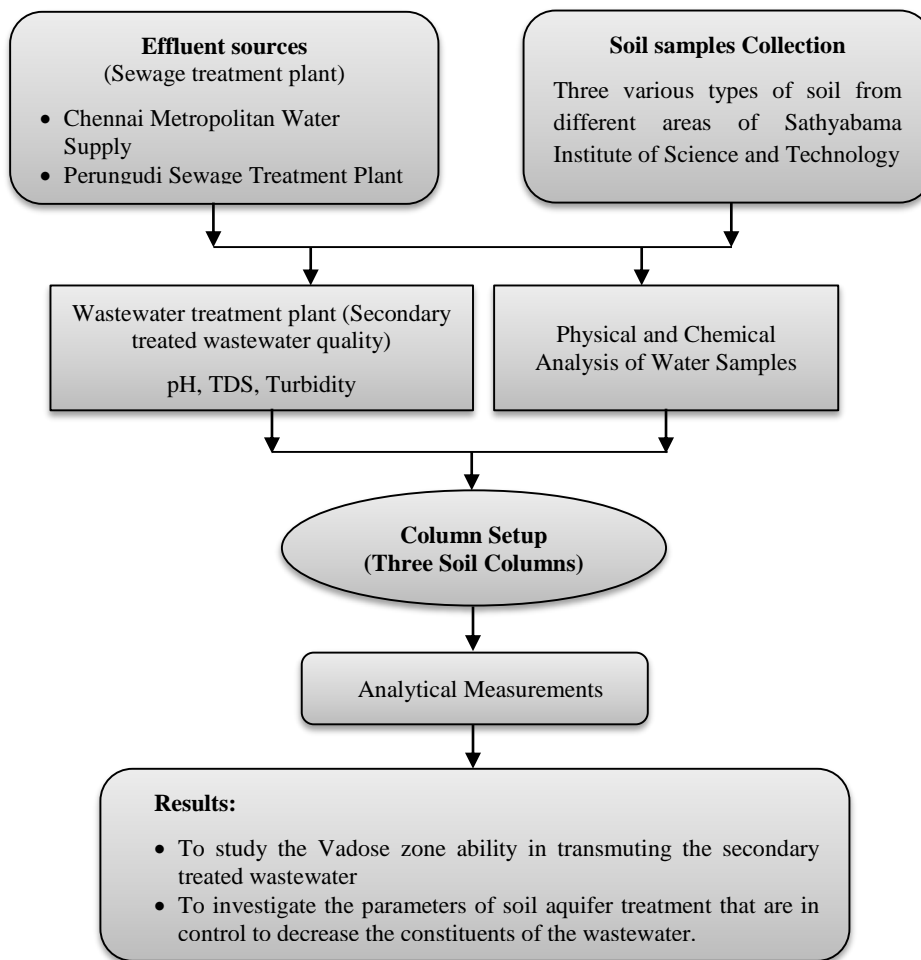 Effluent sources
(Sewage treatment plant)
• Chennai Metropolitan Water
Supply
• Perungudi Sewage Treatment Plant
Soil samples Collection
Three various types of soil from
different areas of Sathyabama
Institute of Science and Technology
Wastewater treatment plant (Secondary
treated wastewater quality)
pH, TDS, Turbidity
Physical and Chemical
Analysis of Water Samples
Column Setup
(Three Soil Columns)
Analytical Measurements
Results:
• To study the Vadose zone ability in transmuting the secondary
treated wastewater
• To investigate the parameters of soil aquifer treatment that are in
control to decrease the constituents of the wastewater.